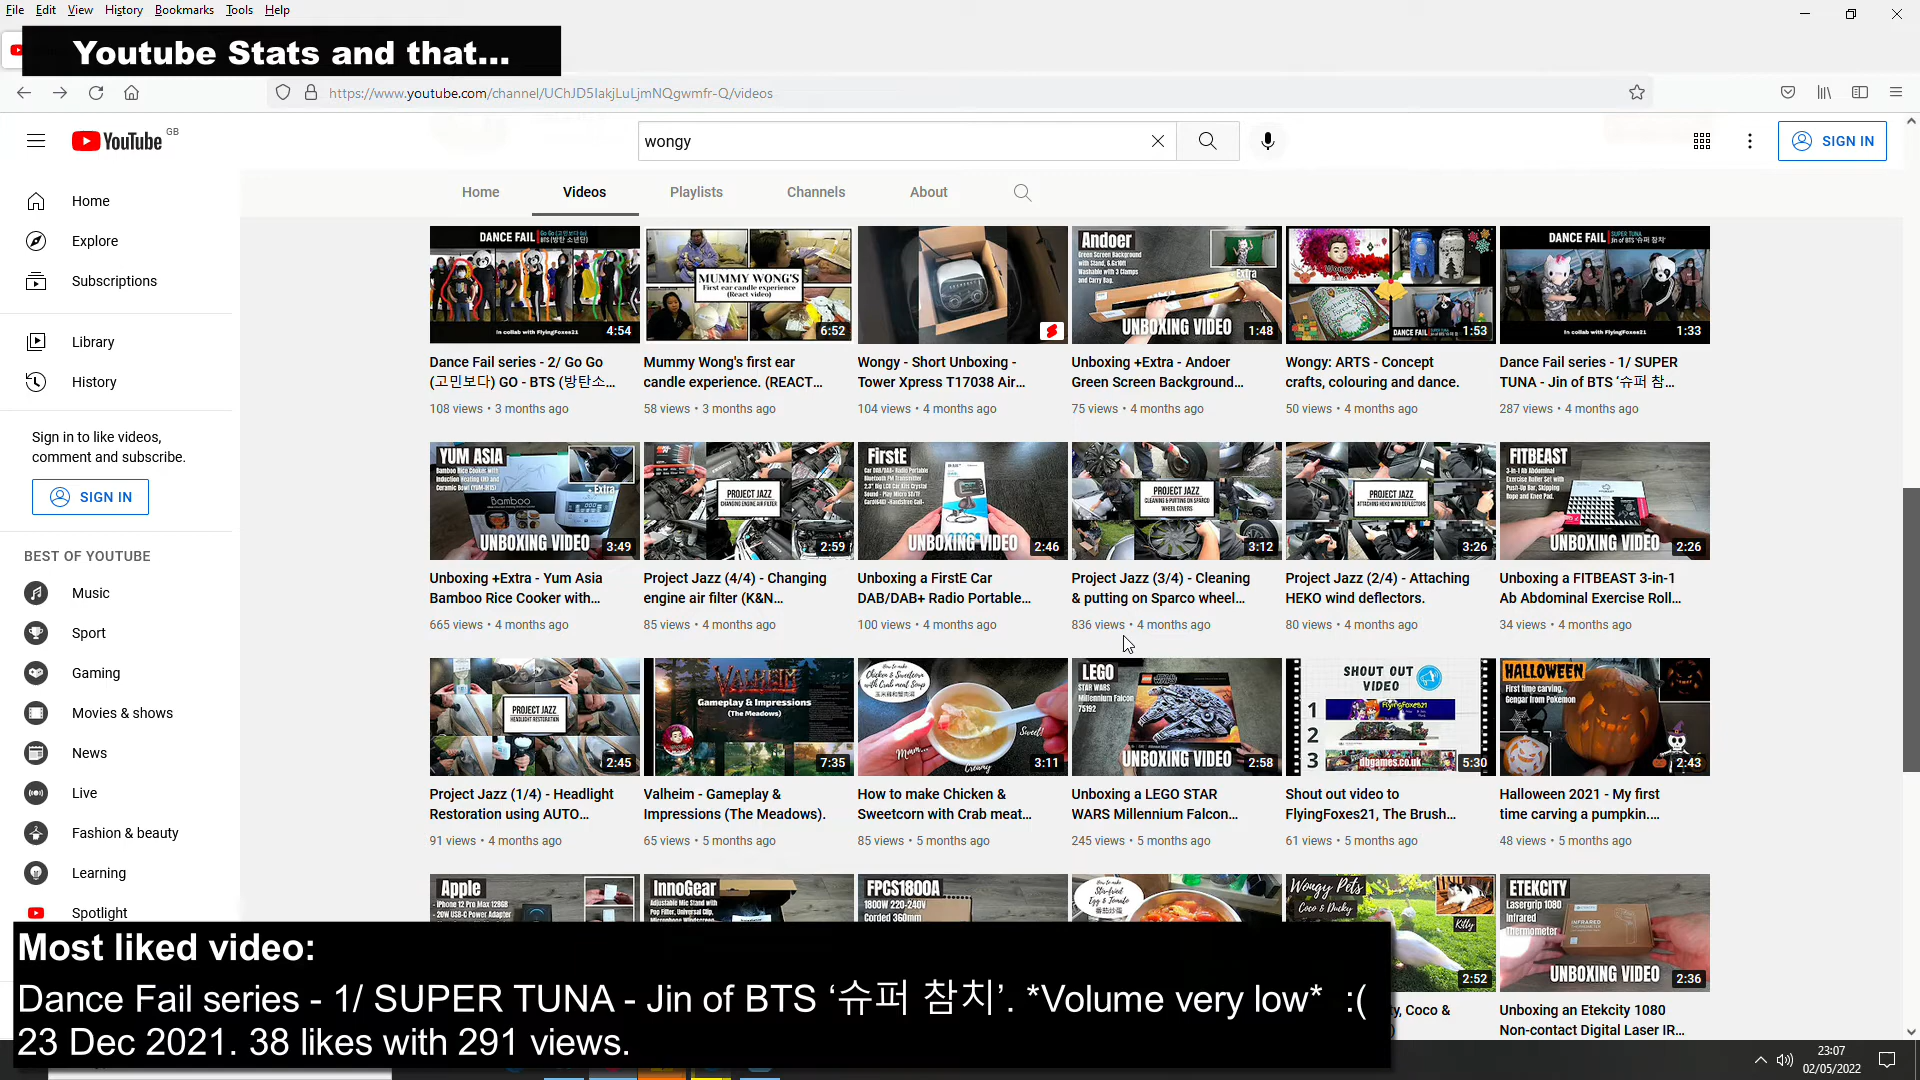 File Edit View History Bookmarks Tools Help
Youtube Stats and that...
https://www.youtube.com/channel/UChJD5IakjLuLjmNQgwmfr-Q/videos
YouTube GB
wongy
SIGN IN
Home Videos Playlists Channels About
Home
Explore
Subscriptions
Library
History
Sign in to like videos,
comment and subscribe.
SIGN IN
BEST OF YOUTUBE
Music
Sport
Gaming
Movies & shows
News
Live
Fashion & beauty
Learning
Spotlight
DANCE FAIL
Go Go (고민보다 Go)
BTS (방탄 소년단)
In collab with FlyingFoxes21
4:54
Dance Fail series - 2/ Go Go
(고민보다) GO - BTS (방탄소...
108 views • 3 months ago
MUMMY WONG'S
First ear candle experience
(React video)
6:52
Mummy Wong's first ear
candle experience. (REACT...
58 views • 3 months ago
Wongy - Short Unboxing -
Tower Xpress T17038 Air...
104 views • 4 months ago
Andoer
Green Screen Background
with Stand, 6.6x10ft
Washable with 3 Clamps
and Carry Bag.
Extra
UNBOXING VIDEO
1:48
Unboxing +Extra - Andoer
Green Screen Background...
75 views • 4 months ago
Wongy
DANCE FAIL
1:53
Wongy: ARTS - Concept
crafts, colouring and dance.
50 views • 4 months ago
DANCE FAIL
SUPER TUNA
Jin of BTS '슈퍼 참치'
In collab with FlyingFoxes21
1:33
Dance Fail series - 1/ SUPER
TUNA - Jin of BTS ‘슈퍼 참...
287 views • 4 months ago
YUM ASIA
Bamboo Rice Cooker with
Induction Heating (IH) and
Ceramic Bowl (YUM-IH15)
Bamboo
+Extra
UNBOXING VIDEO
3:49
Unboxing +Extra - Yum Asia
Bamboo Rice Cooker with...
665 views • 4 months ago
PROJECT JAZZ
CHANGING ENGINE AIR FILTER
2:59
Project Jazz (4/4) - Changing
engine air filter (K&N...
85 views • 4 months ago
FirstE
Car DAB/DAB+ Radio Portable
Bluetooth FM Transmitter
UNBOXING VIDEO
2:46
Unboxing a FirstE Car
DAB/DAB+ Radio Portable...
100 views • 4 months ago
PROJECT JAZZ
CLEANING & PUTTING ON SPARCO
WHEEL COVERS
3:12
Project Jazz (3/4) - Cleaning
& putting on Sparco wheel...
836 views • 4 months ago
PROJECT JAZZ
ATTACHING HEKO WIND DEFLECTORS
3:26
Project Jazz (2/4) - Attaching
HEKO wind deflectors.
80 views • 4 months ago
FITBEAST
3-in-1 Ab Abdominal
Exercise Roller Set with
Push-Up Bar, Skipping
Rope and Knee Pad.
UNBOXING VIDEO
2:26
Unboxing a FITBEAST 3-in-1
Ab Abdominal Exercise Roll...
34 views • 4 months ago
PROJECT JAZZ
HEADLIGHT RESTORATION
2:45
Project Jazz (1/4) - Headlight
Restoration using AUTO...
91 views • 4 months ago
VALHEIM
Gameplay & Impressions
(The Meadows)
7:35
Valheim - Gameplay &
Impressions (The Meadows).
65 views • 5 months ago
How to make
Chicken & Sweetcorn
with Crab meat Soup
Sweet!
Creamy
3:11
How to make Chicken &
Sweetcorn with Crab meat...
85 views • 5 months ago
LEGO
STAR WARS
Millennium Falcon
75192
UNBOXING VIDEO
2:58
Unboxing a LEGO STAR
WARS Millennium Falcon...
245 views • 5 months ago
SHOUT OUT
VIDEO
1 FlyingFoxes21
2
3 dbgames.co.uk
5:30
Shout out video to
FlyingFoxes21, The Brush...
61 views • 5 months ago
HALLOWEEN
First time carving.
Gengar from Pokemon
2:43
Halloween 2021 - My first
time carving a pumpkin....
48 views • 5 months ago
Apple
- iPhone 12 Pro Max 128GB
- 20W USB-C Power Adapter
InnoGear
Adjustable Mic Stand with
Pop Filter, Universal Clip,
FPCS1800A
1800W 220-240V
Corded 360mm
How to make
Stir-fried
Egg & Tomato
番茄炒蛋
Wongy Pets
Coco & Ducky
Kitty
2:52
ty, Coco &
)
ETEKCITY
Lasergrip 1080
Infrared
Thermometer
UNBOXING VIDEO
2:36
Unboxing an Etekcity 1080
Non-contact Digital Laser IR...
Most liked video:
Dance Fail series - 1/ SUPER TUNA - Jin of BTS ‘슈퍼 참치’. *Volume very low* :(
23 Dec 2021. 38 likes with 291 views.
23:07
02/05/2022